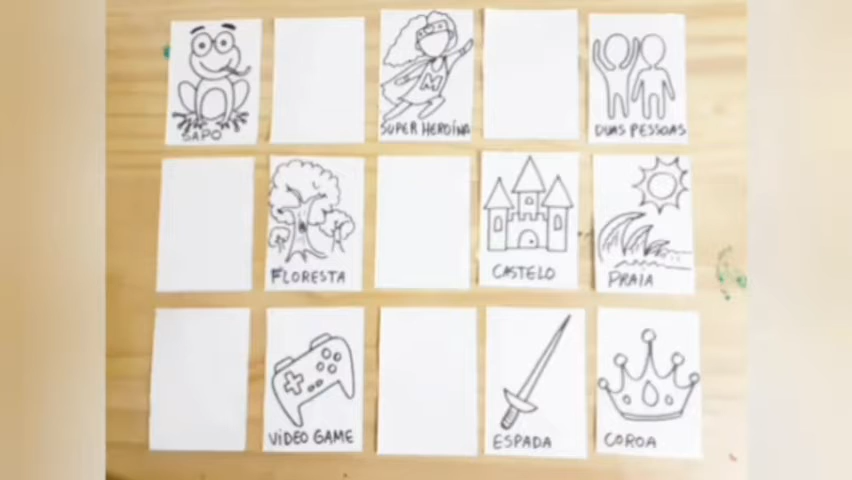 SAPO
SUPER HEROÍNA
DUAS PESSOAS
FLORESTA
CASTELO
PRAIA
VIDEO GAME
ESPADA
COROA
M